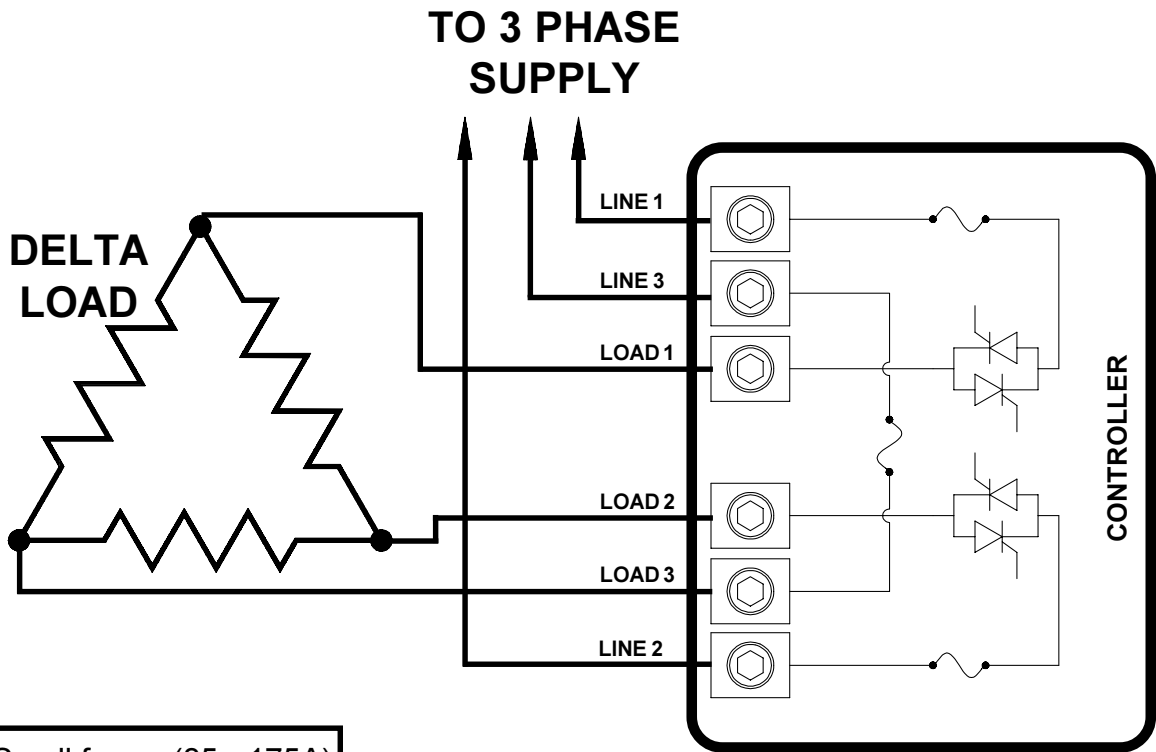 TO 3 PHASE
SUPPLY
DELTA
LOAD
LINE 1
LINE 3
LOAD 1
LOAD 2
LOAD 3
LINE 2
CONTROLLER
175A)